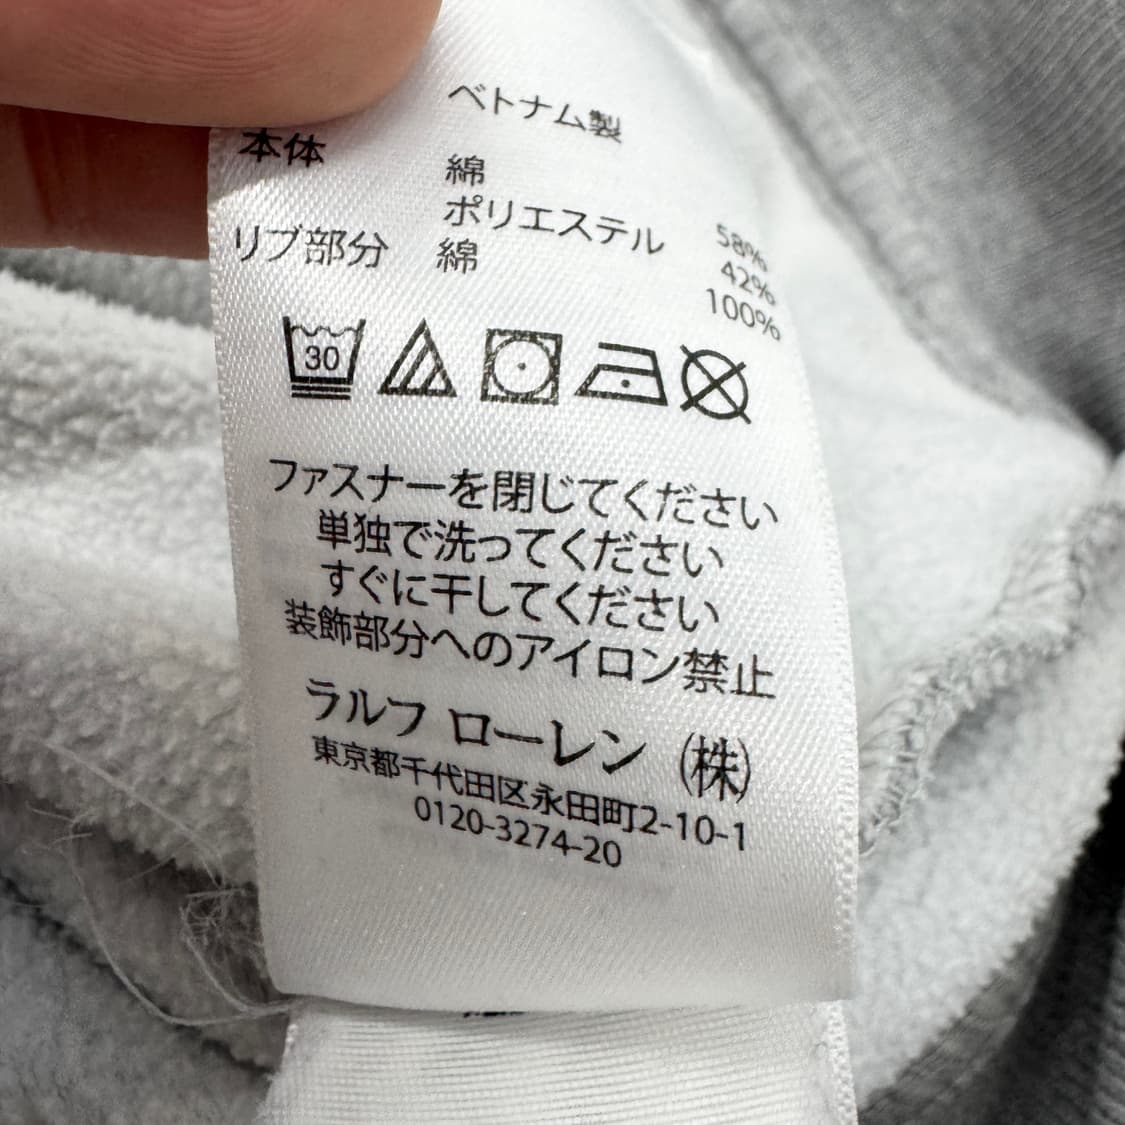 ベトナム製
本体 綿 58%
ポリエステル 42%
リブ部分 綿 100%
30
ファスナーを閉じてください
単独で洗ってください
すぐに干してください
装飾部分へのアイロン禁止
ラルフ ローレン (株)
東京都千代田区永田町2-10-1
0120-3274-20